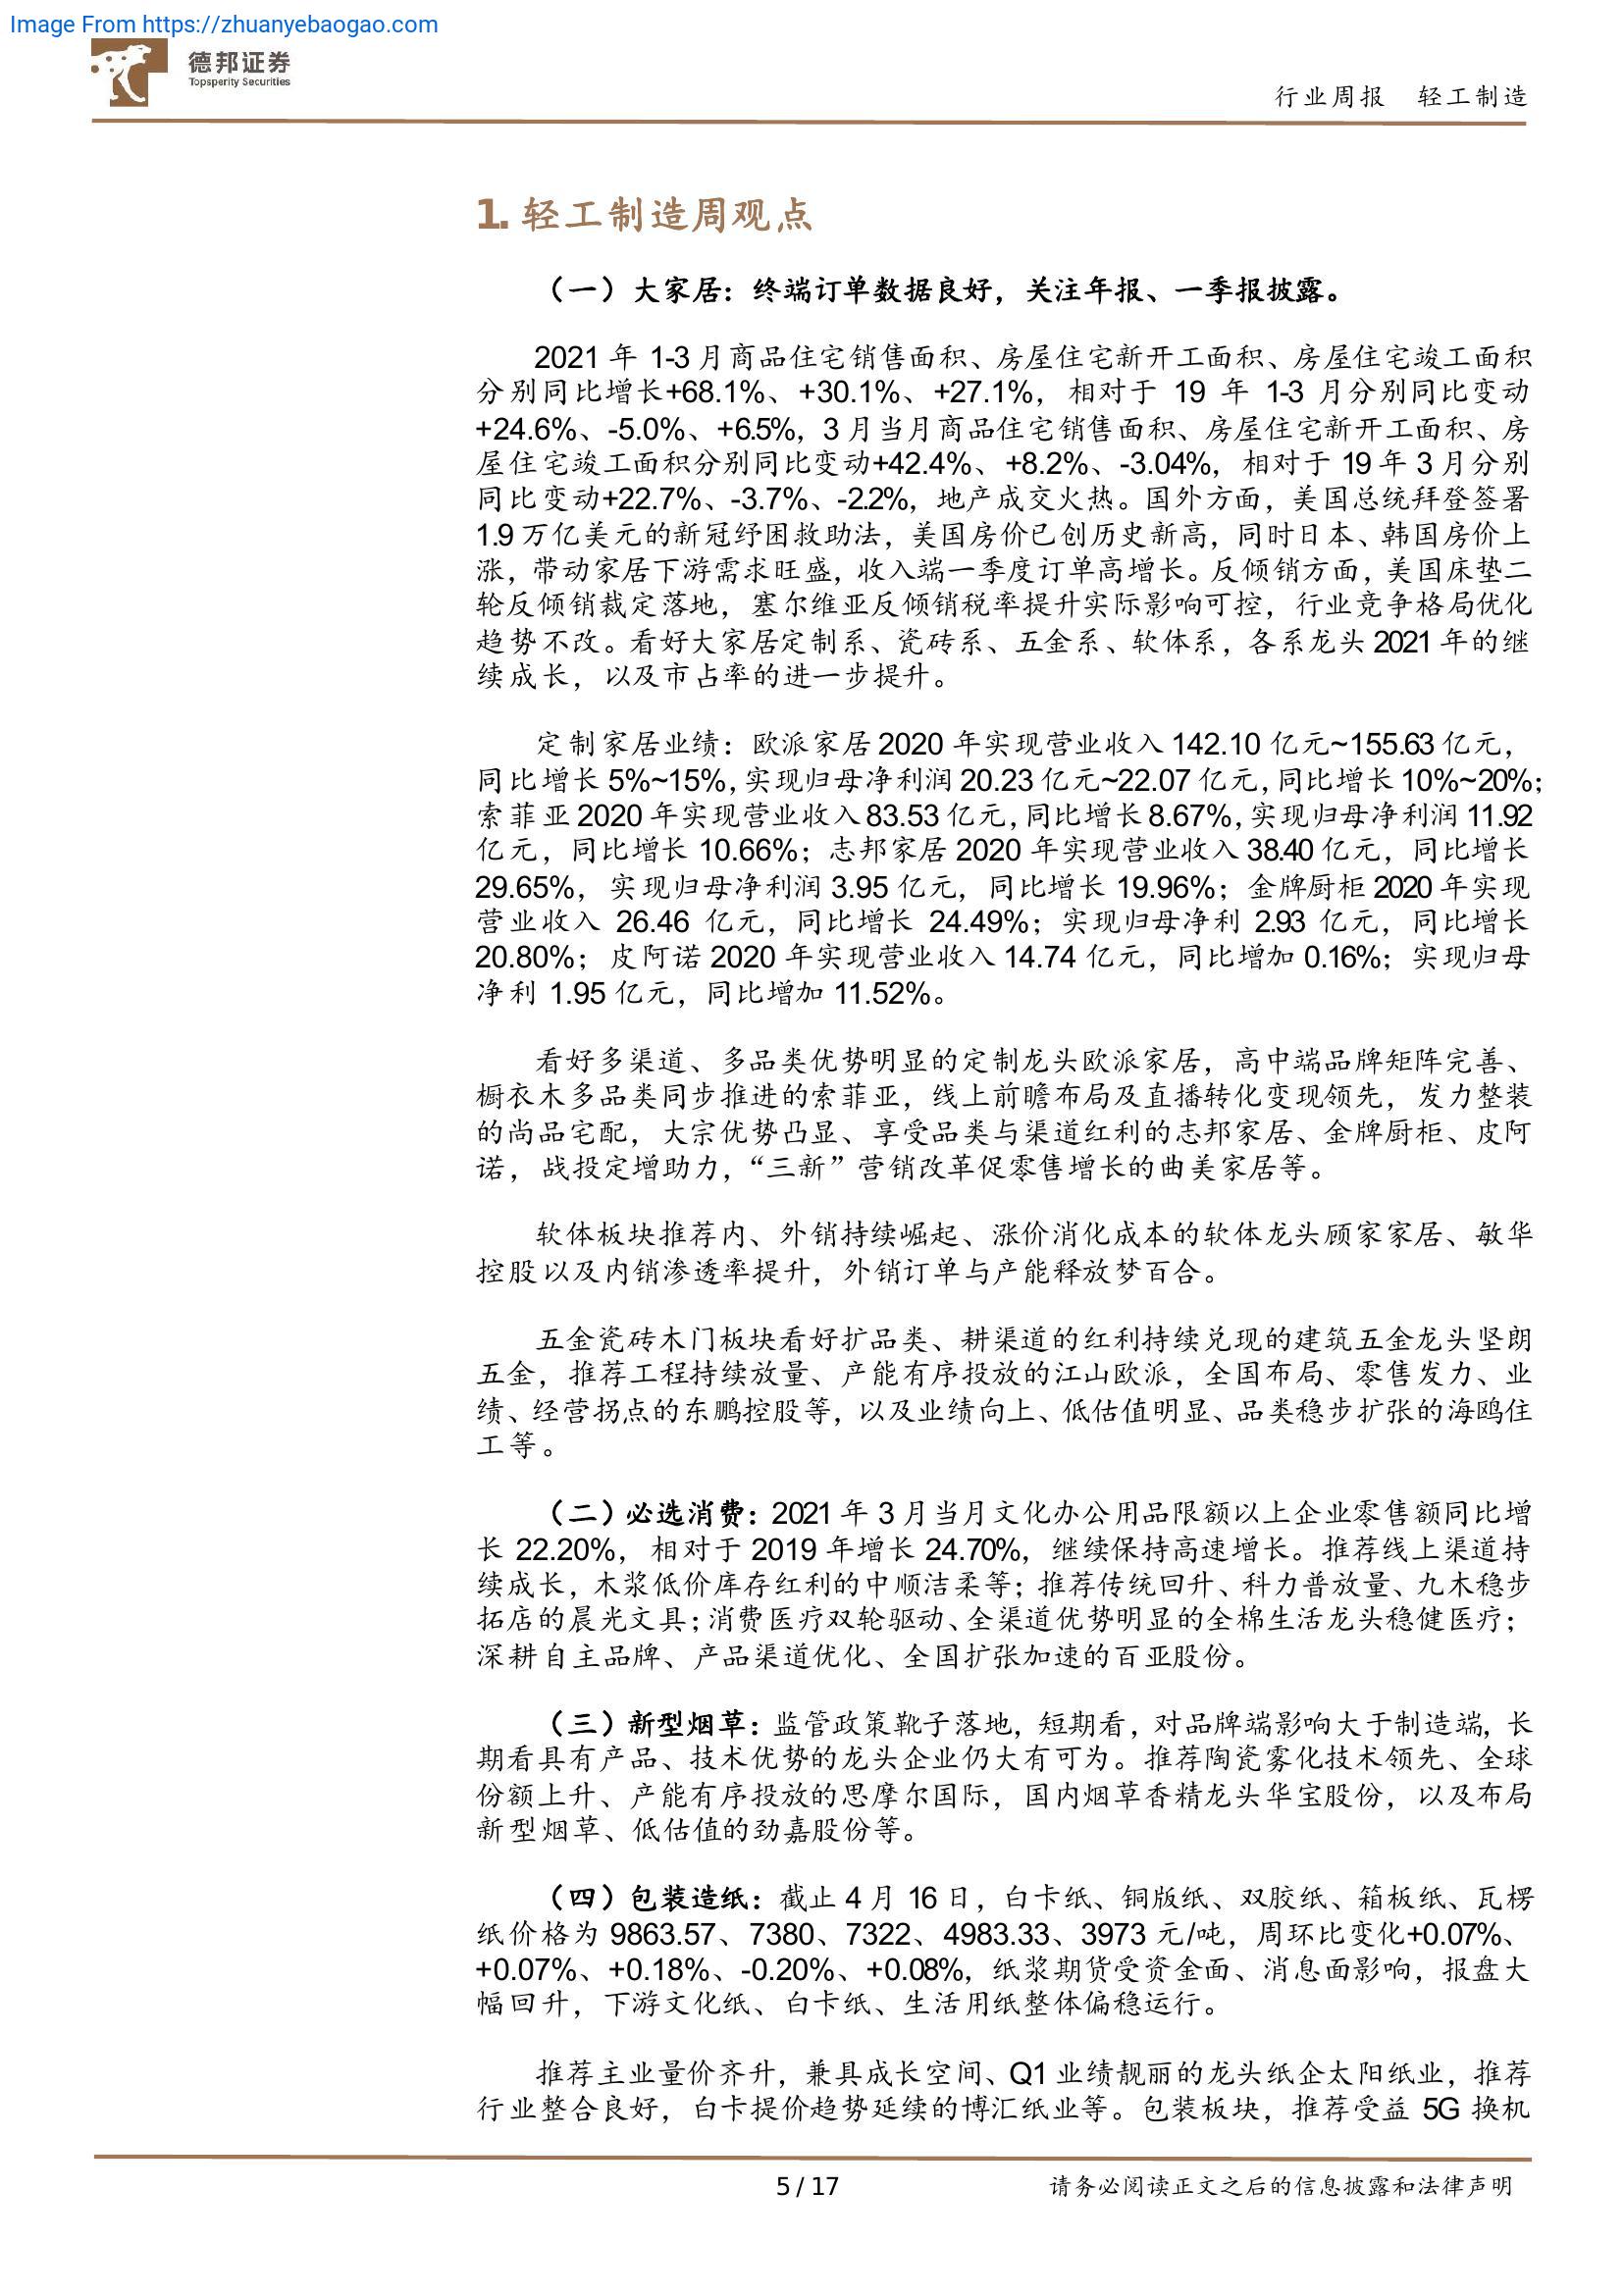 Image From https://zhuanyebaogao.com
德邦证券
Topsperity Securities
行业周报 轻工制造
1. 轻工制造周观点
（一）大家居：终端订单数据良好，关注年报、一季报披露。
2021 年 1-3 月商品住宅销售面积、房屋住宅新开工面积、房屋住宅竣工面积
分别同比增长+68.1%、+30.1%、+27.1%，相对于 19 年 1-3 月分别同比变动
+24.6%、-5.0%、+6.5%，3 月当月商品住宅销售面积、房屋住宅新开工面积、房
屋住宅竣工面积分别同比变动+42.4%、+8.2%、-3.04%，相对于 19 年 3 月分别
同比变动+22.7%、-3.7%、-2.2%，地产成交火热。国外方面，美国总统拜登签署
1.9 万亿美元的新冠纾困救助法，美国房价已创历史新高，同时日本、韩国房价上
涨，带动家居下游需求旺盛，收入端一季度订单高增长。反倾销方面，美国床垫二
轮反倾销裁定落地，塞尔维亚反倾销税率提升实际影响可控，行业竞争格局优化
趋势不改。看好大家居定制系、瓷砖系、五金系、软体系，各系龙头 2021 年的继
续成长，以及市占率的进一步提升。
定制家居业绩：欧派家居 2020 年实现营业收入 142.10 亿元~155.63 亿元，
同比增长 5%~15%，实现归母净利润 20.23 亿元~22.07 亿元，同比增长 10%~20%；
索菲亚 2020 年实现营业收入 83.53 亿元，同比增长 8.67%，实现归母净利润 11.92
亿元，同比增长 10.66%；志邦家居 2020 年实现营业收入 38.40 亿元，同比增长
29.65%，实现归母净利润 3.95 亿元，同比增长 19.96%；金牌厨柜 2020 年实现
营业收入 26.46 亿元，同比增长 24.49%；实现归母净利 2.93 亿元，同比增长
20.80%；皮阿诺 2020 年实现营业收入 14.74 亿元，同比增加 0.16%；实现归母
净利 1.95 亿元，同比增加 11.52%。
看好多渠道、多品类优势明显的定制龙头欧派家居，高中端品牌矩阵完善、
橱衣木多品类同步推进的索菲亚，线上前瞻布局及直播转化变现领先，发力整装
的尚品宅配，大宗优势凸显、享受品类与渠道红利的志邦家居、金牌厨柜、皮阿
诺，战投定增助力，“三新”营销改革促零售增长的曲美家居等。
软体板块推荐内、外销持续崛起、涨价消化成本的软体龙头顾家家居、敏华
控股以及内销渗透率提升，外销订单与产能释放梦百合。
五金瓷砖木门板块看好扩品类、耕渠道的红利持续兑现的建筑五金龙头坚朗
五金，推荐工程持续放量、产能有序投放的江山欧派，全国布局、零售发力、业
绩、经营拐点的东鹏控股等，以及业绩向上、低估值明显、品类稳步扩张的海鸥住
工等。
（二）必选消费：2021 年 3 月当月文化办公用品限额以上企业零售额同比增
长 22.20%，相对于 2019 年增长 24.70%，继续保持高速增长。推荐线上渠道持
续成长，木浆低价库存红利的中顺洁柔等；推荐传统回升、科力普放量、九木稳步
拓店的晨光文具；消费医疗双轮驱动、全渠道优势明显的全棉生活龙头稳健医疗；
深耕自主品牌、产品渠道优化、全国扩张加速的百亚股份。
（三）新型烟草：监管政策靴子落地，短期看，对品牌端影响大于制造端，长
期看具有产品、技术优势的龙头企业仍大有可为。推荐陶瓷雾化技术领先、全球
份额上升、产能有序投放的思摩尔国际，国内烟草香精龙头华宝股份，以及布局
新型烟草、低估值的劲嘉股份等。
（四）包装造纸：截止 4 月 16 日，白卡纸、铜版纸、双胶纸、箱板纸、瓦楞
纸价格为 9863.57、7380、7322、4983.33、3973 元/吨，周环比变化+0.07%、
+0.07%、+0.18%、-0.20%、+0.08%，纸浆期货受资金面、消息面影响，报盘大
幅回升，下游文化纸、白卡纸、生活用纸整体偏稳运行。
推荐主业量价齐升，兼具成长空间、Q1 业绩靓丽的龙头纸企太阳纸业，推荐
行业整合良好，白卡提价趋势延续的博汇纸业等。包装板块，推荐受益 5G 换机
5 / 17
请务必阅读正文之后的信息披露和法律声明